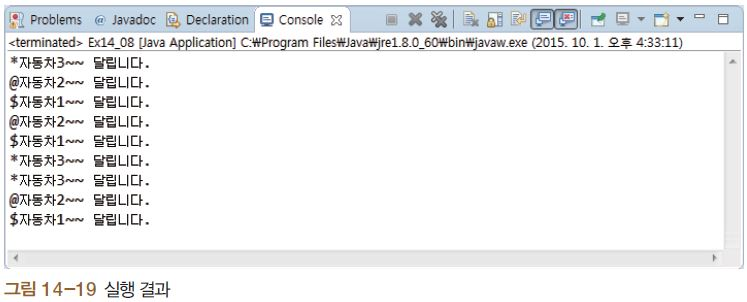 Problems @ Javadoc Declaration Console
<terminated> Ex14_08 [Java Application] C:₩Program Files₩Java₩jre1.8.0_60₩bin₩javaw.exe (2015. 10. 1. 오후 4:33:11)
*자동차3~~ 달립니다.
@자동차2~~ 달립니다.
$자동차1~~ 달립니다.
@자동차2~~ 달립니다.
$자동차1~~ 달립니다.
*자동차3~~ 달립니다.
*자동차3~~ 달립니다.
@자동차2~~ 달립니다.
$자동차1~~ 달립니다.
그림 14-19 실행 결과